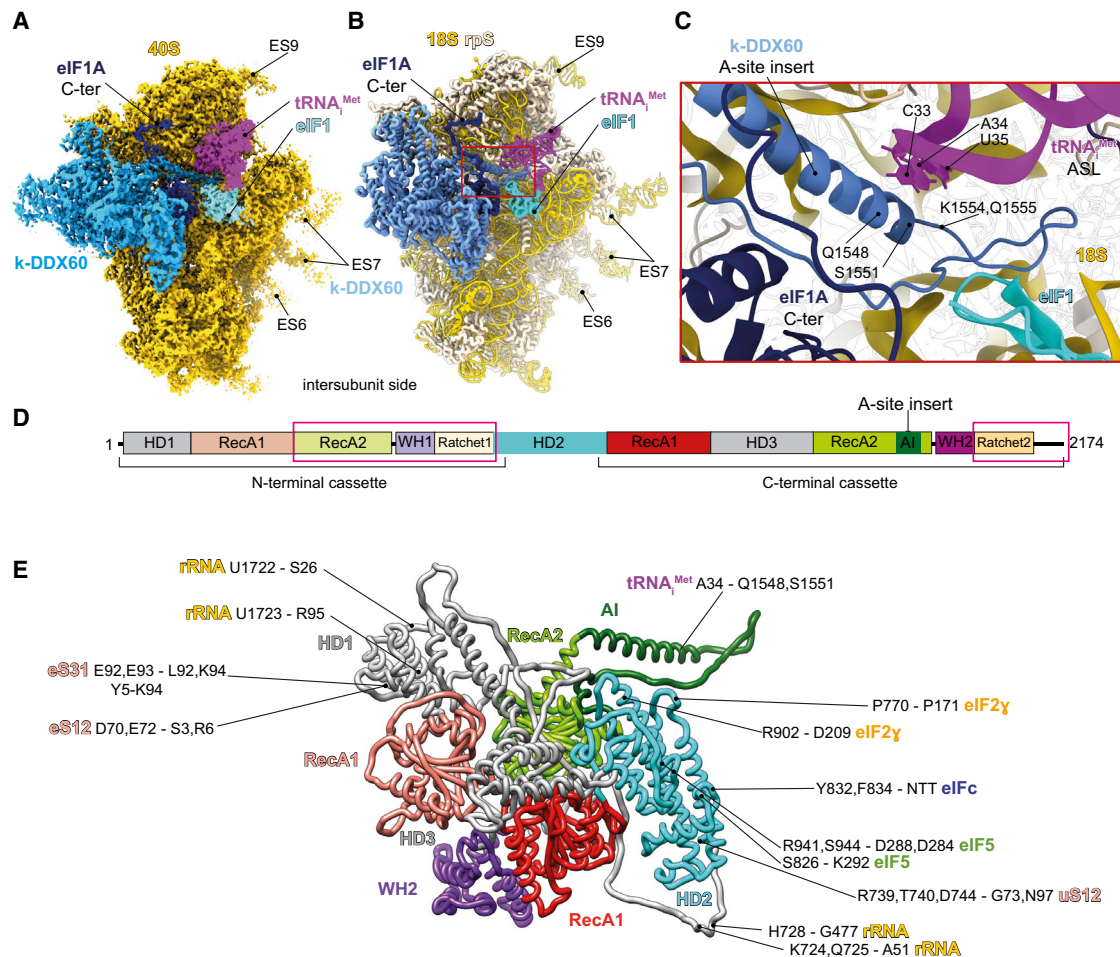 A
40S
ES9
eIF1A
C-ter
tRNAiMet
eIF1
k-DDX60
ES7
ES6
B
18S rpS
ES9
eIF1A
C-ter
tRNAiMet
eIF1
k-DDX60
ES7
ES6
intersubunit side
C
k-DDX60
A-site insert
C33
A34
U35
tRNAiMet
ASL
K1554,Q1555
Q1548
S1551
18S
eIF1A
C-ter
eIF1
D
A-site insert
1 HD1 RecA1 RecA2 WH1 Ratchet1 HD2 RecA1 HD3 RecA2 AI WH2 Ratchet2 2174
N-terminal cassette
C-terminal cassette
E
rRNA U1722 - S26
rRNA U1723 - R95
HD1
eS31 E92,E93 - L92,K94
Y5-K94
eS12 D70,E72 - S3,R6
RecA1
HD3
WH2
RecA1
RecA2
AI
tRNAiMet A34 - Q1548,S1551
P770 - P171 eIF2γ
R902 - D209 eIF2γ
Y832,F834 - NTT eIFc
R941,S944 - D288,D284 eIF5
S826 - K292 eIF5
R739,T740,D744 - G73,N97 uS12
HD2
H728 - G477 rRNA
K724,Q725 - A51 rRNA